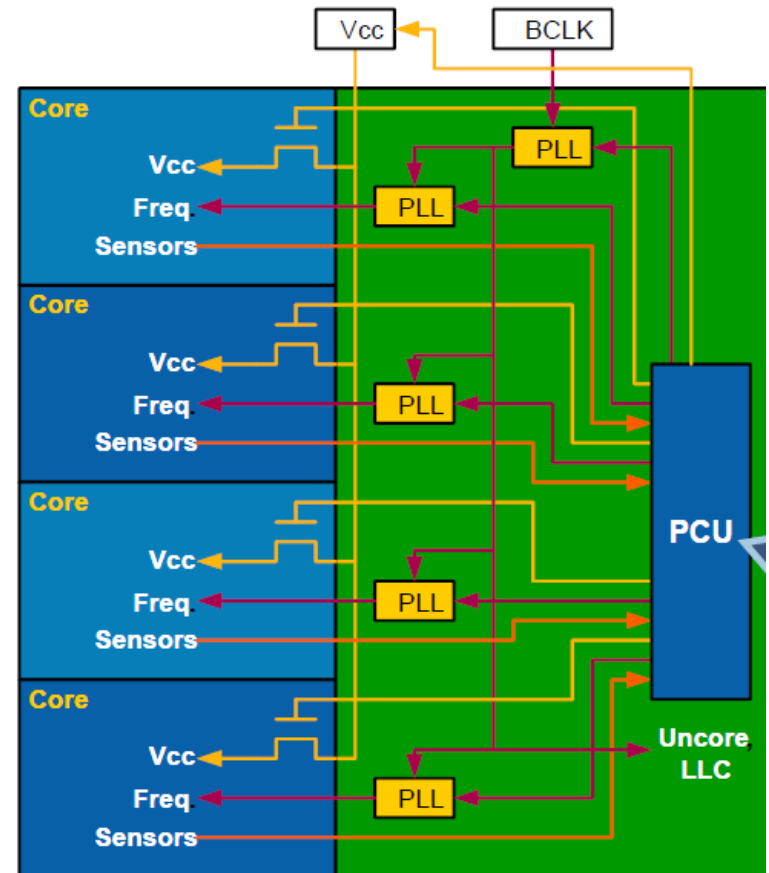 Vcc
BCLK
Core
PLL
Vcc
PLL
Freq.
Sensors
Core
Vcc
PLL
Freq.
Sensors
PCU
Core
Vcc
PLL
Freq.
Sensors
Core
Uncore,
LLC
Vcc
PLL
Freq.
Sensors